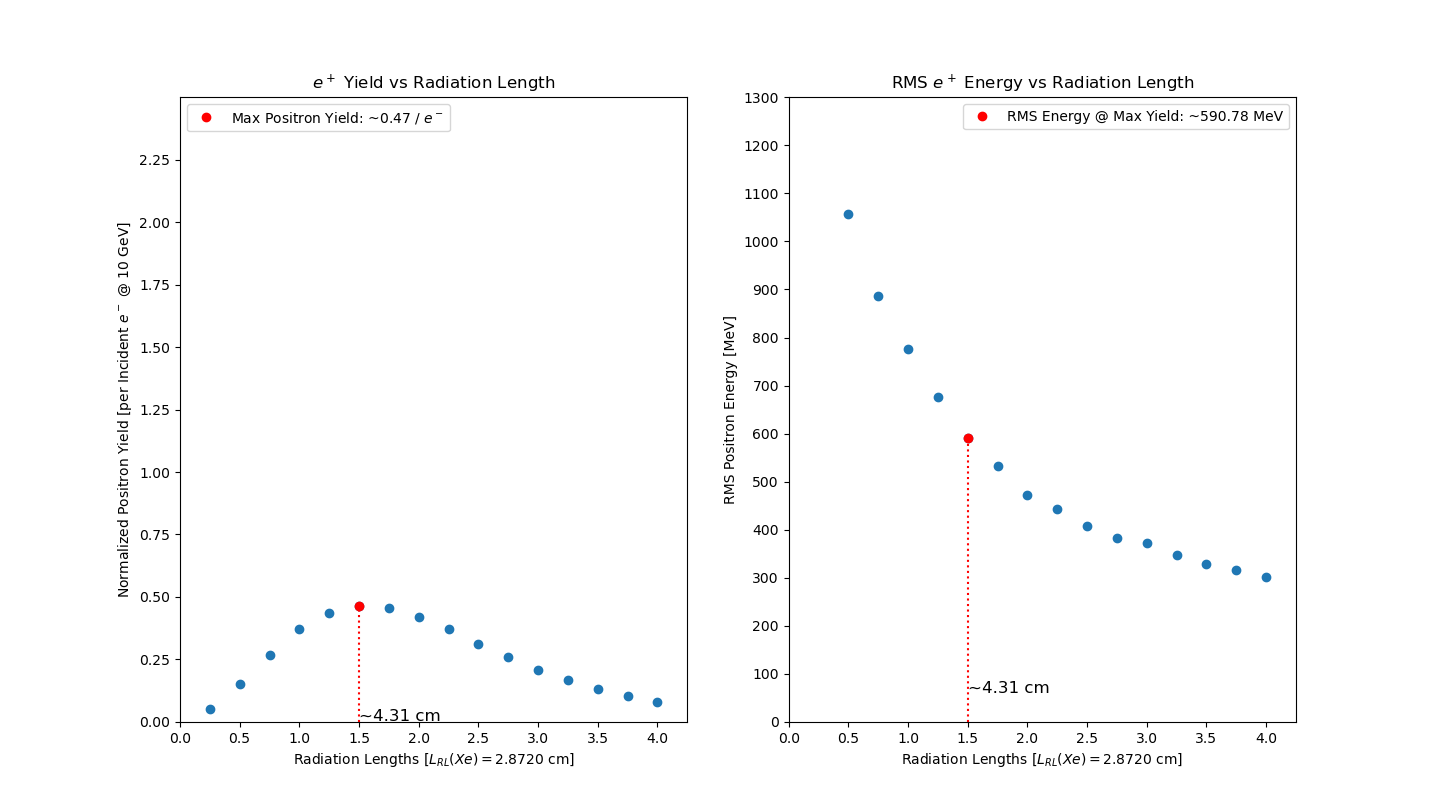 e⁺ Yield vs Radiation Length
Max Positron Yield: ~0.47 / e⁻
Normalized Positron Yield [per Incident e⁻ @ 10 GeV]
2.25
2.00
1.75
1.50
1.25
1.00
0.75
0.50
0.25
0.00
~4.31 cm
0.0 0.5 1.0 1.5 2.0 2.5 3.0 3.5 4.0
Radiation Lengths [L_{RL}(Xe) = 2.8720 cm]
RMS e⁺ Energy vs Radiation Length
RMS Energy @ Max Yield: ~590.78 MeV
RMS Positron Energy [MeV]
1300
1200
1100
1000
900
800
700
600
500
400
300
200
100
0
~4.31 cm
0.0 0.5 1.0 1.5 2.0 2.5 3.0 3.5 4.0
Radiation Lengths [L_{RL}(Xe) = 2.8720 cm]